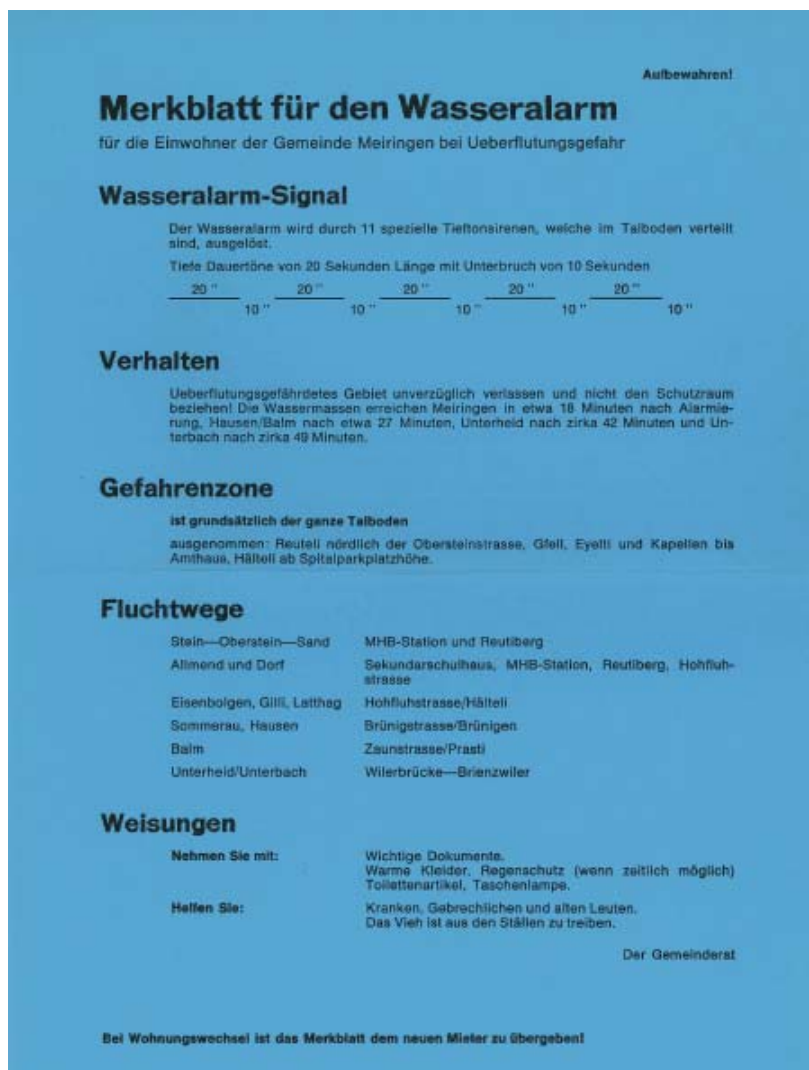 Aufbewahren!
Merkblatt für den Wasseralarm
für die Einwohner der Gemeinde Meiringen bei Ueberflutungsgefahr
Wasseralarm-Signal
Der Wasseralarm wird durch 11 spezielle Tieftonsirenen, welche im Talboden verteilt
sind, ausgelöst.
Tiefe Dauertöne von 20 Sekunden Länge mit Unterbruch von 10 Sekunden
20 " 20 " 20 " 20 " 20 "
10 " 10 " 10 " 10 " 10 "
Verhalten
Ueberflutungsgefährdetes Gebiet unverzüglich verlassen und nicht den Schutzraum
beziehen! Die Wassermassen erreichen Meiringen in etwa 18 Minuten nach Alarmie-
rung, Hausen/Balm nach etwa 27 Minuten, Unterheid nach zirka 42 Minuten und Un-
terbach nach zirka 49 Minuten.
Gefahrenzone
ist grundsätzlich der ganze Talboden
ausgenommen: Reuteli nördlich der Obersteinstrasse, Gfell, Eyelti und Kapellen bis
Amthaus, Hälteli ab Spitalparkplatzhöhe.
Fluchtwege
Stein—Oberstein—Sand MHB-Station und Reutiberg
Allmend und Dorf Sekundarschulhaus, MHB-Station, Reutiberg, Hohfluh-
strasse
Eisenbolgen, Gilli, Latthag Hohfluhstrasse/Hälteli
Sommerau, Hausen Brünigstrasse/Brünigen
Balm Zaunstrasse/Prasti
Unterheid/Unterbach Wilerbrücke—Brienzwiler
Weisungen
Nehmen Sie mit: Wichtige Dokumente.
Warme Kleider, Regenschutz (wenn zeitlich möglich)
Toilettenartikel, Taschenlampe.
Helfen Sie: Kranken, Gebrechlichen und alten Leuten.
Das Vieh ist aus den Ställen zu treiben.
Der Gemeinderat
Bei Wohnungswechsel ist das Merkblatt dem neuen Mieter zu übergeben!